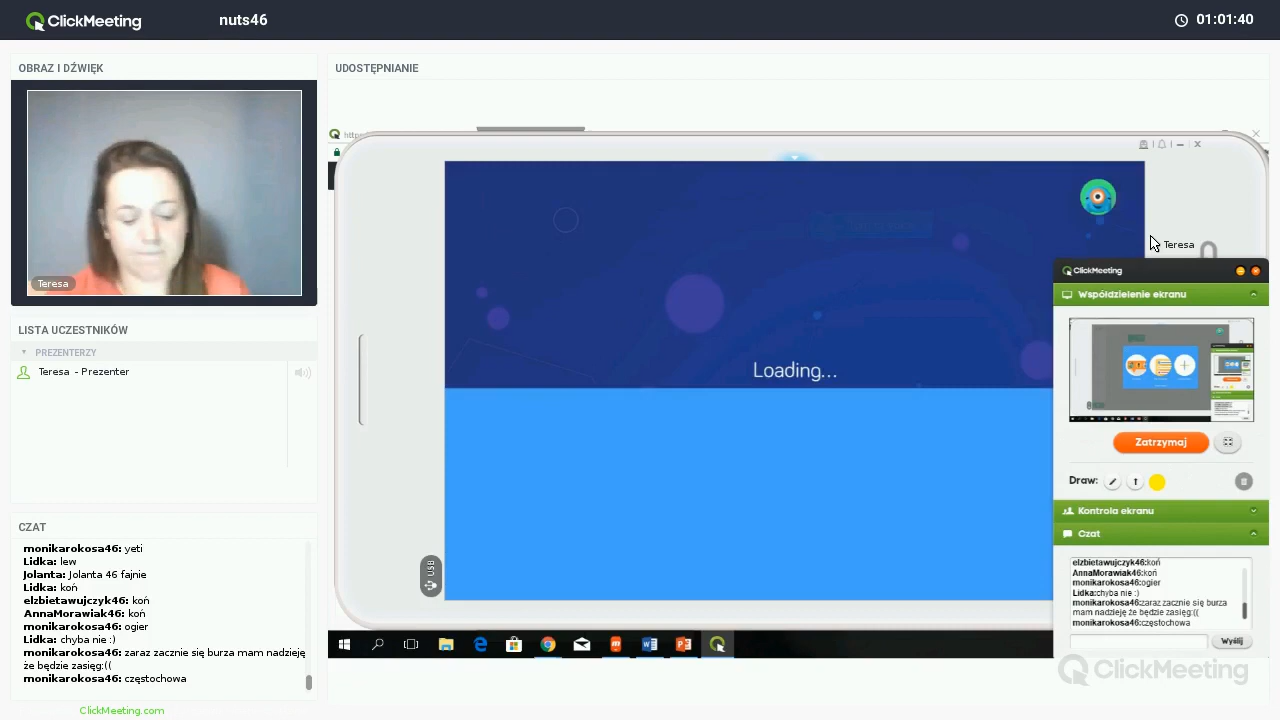 ClickMeeting
nuts46
01:01:40
OBRAZ I DŹWIĘK
Teresa
LISTA UCZESTNIKÓW
PREZENTERZY
Teresa - Prezenter
CZAT
monikarokosa46: yeti
Lidka: lew
Jolanta: Jolanta 46 fajnie
Lidka: koń
elzbietawujczyk46: koń
AnnaMorawiak46: koń
monikarokosa46: ogier
Lidka: chyba nie :)
monikarokosa46: zaraz zacznie się burza mam nadzieję
że będzie zasięg:((
monikarokosa46: częstochowa
ClickMeeting.com
UDOSTĘPNIANIE
Loading...
USB
Teresa
ClickMeeting
Współdzielenie ekranu
Zatrzymaj
Draw:
Kontrola ekranu
Czat
elzbietawujczyk46:koń
AnnaMorawiak46:koń
monikarokosa46:ogier
Lidka:chyba nie :)
monikarokosa46:zaraz zacznie się burza
mam nadzieję że będzie zasięg:((
monikarokosa46:częstochowa
Wyślij
ClickMeeting